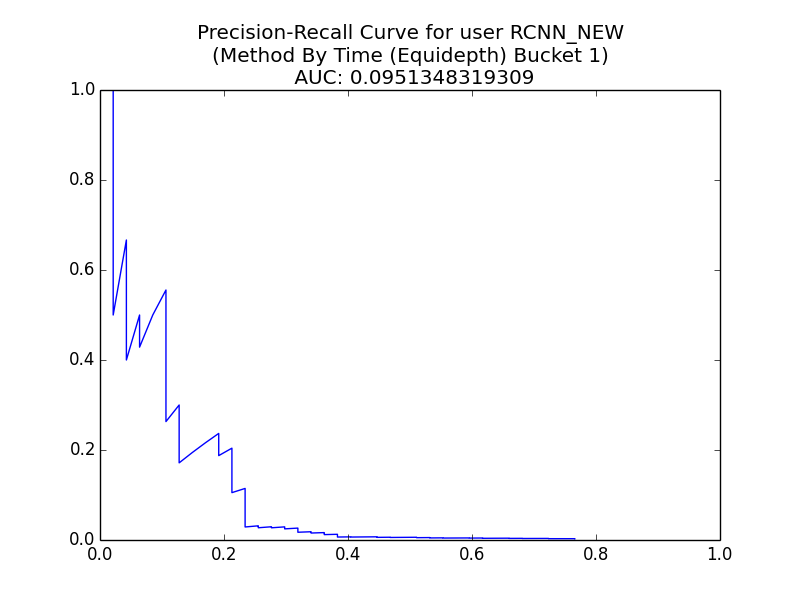 Precision-Recall Curve for user RCNN_NEW
(Method By Time (Equidepth) Bucket 1)
AUC: 0.0951348319309
1.0
0.8
0.6
0.4
0.2
0.0
0.0 0.2 0.4 0.6 0.8 1.0